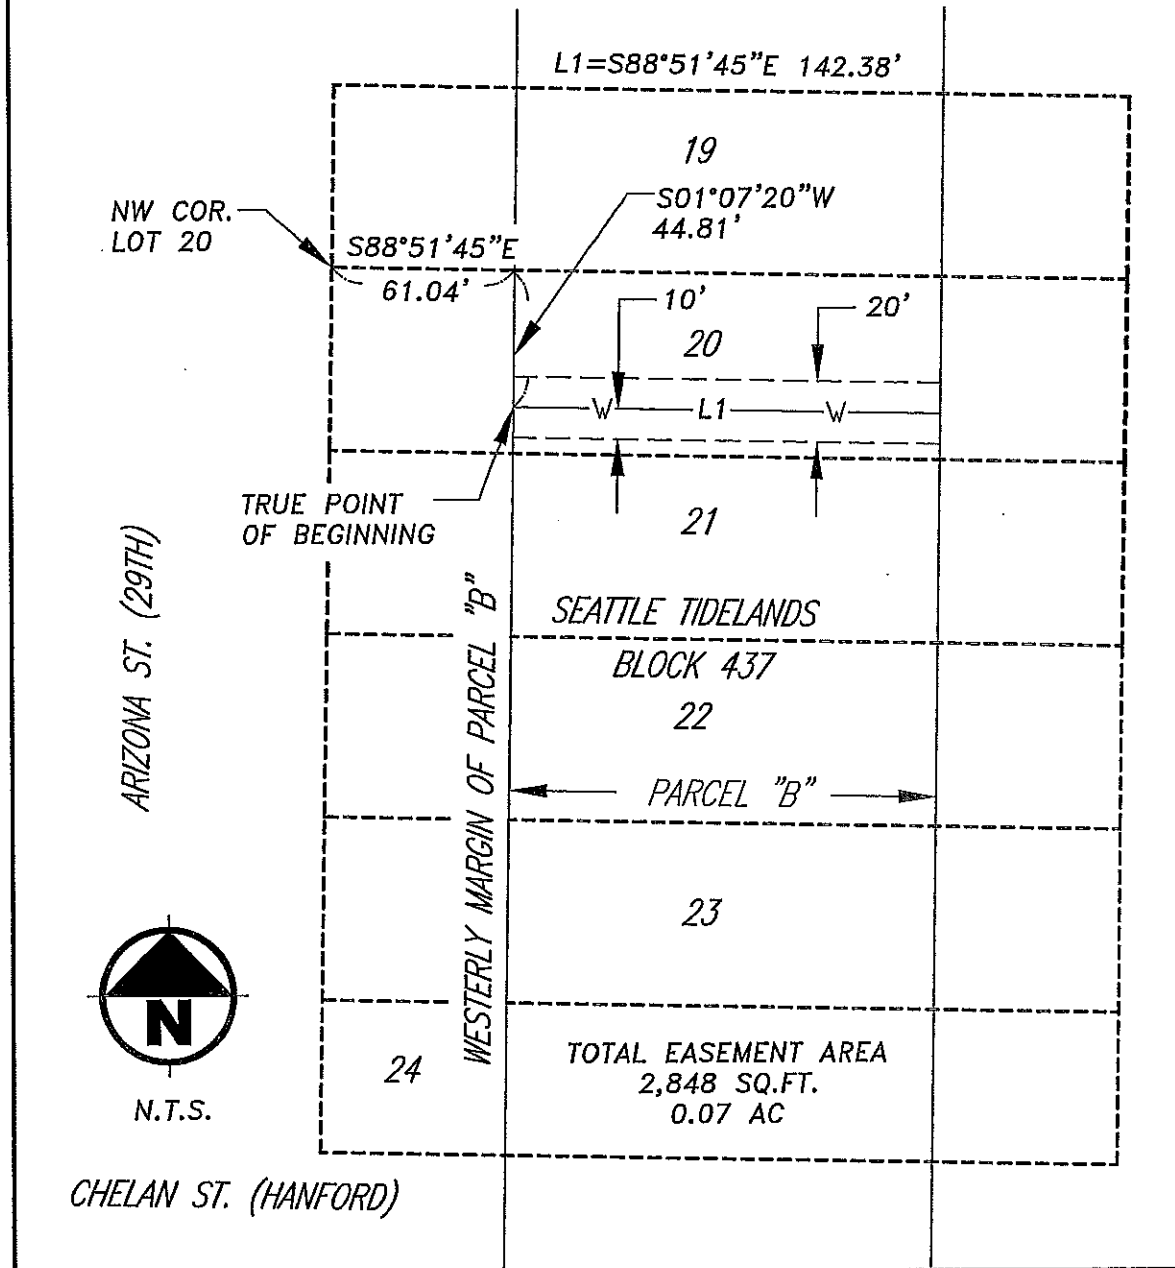 L1=S88°51'45"E 142.38'
19
S01°07'20"W
44.81'
NW COR.
LOT 20
S88°51'45"E
61.04'
10'
20'
20
W
L1
W
TRUE POINT
OF BEGINNING
21
ARIZONA ST. (29TH)
WESTERLY MARGIN OF PARCEL "B"
SEATTLE TIDELANDS
BLOCK 437
22
PARCEL "B"
23
N
N.T.S.
24
TOTAL EASEMENT AREA
2,848 SQ.FT.
0.07 AC
CHELAN ST. (HANFORD)